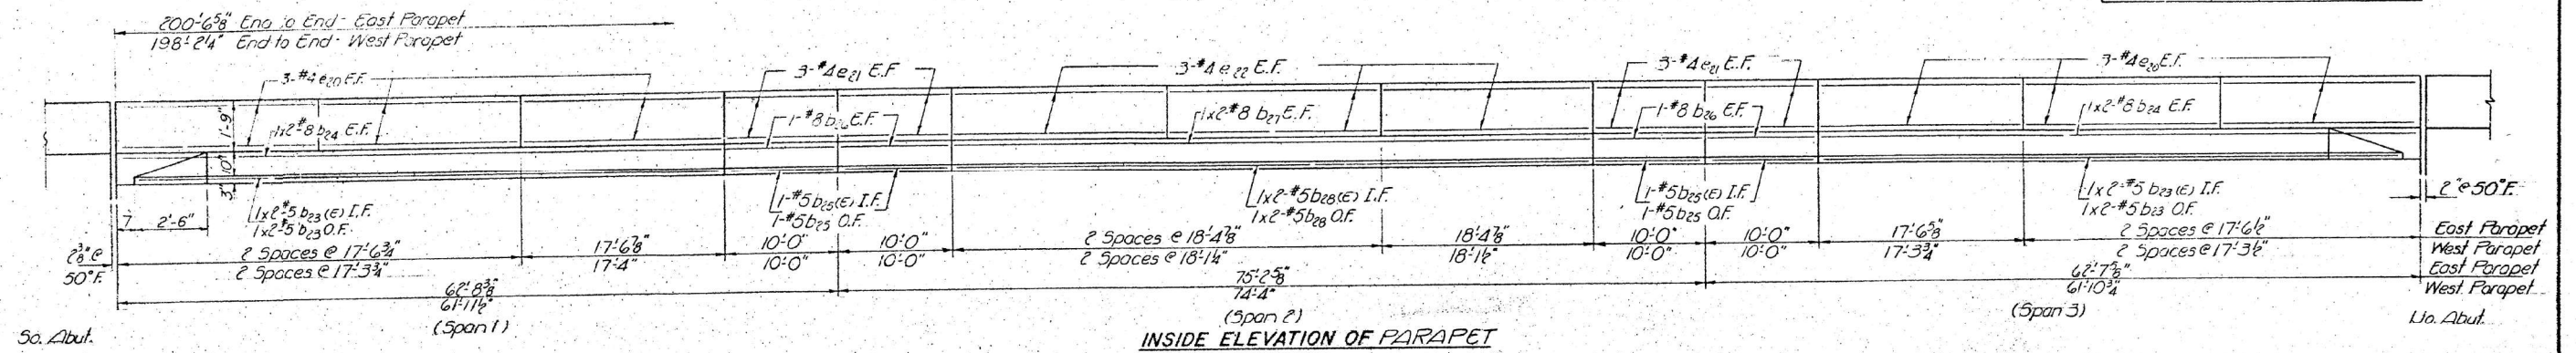 200'-6⅝" End to End - East Parapet
198'-2¼" End to End - West Parapet
3-#4 e20 E.F.
3-#4 e21 E.F.
3-#4 e22 E.F.
3-#4 e21 E.F.
3-#4 e20 E.F.
1'-9"
3'-10"
1x2-#8 b24 E.F.
1-#8 b26 E.F.
1x2-#8 b27 E.F.
1-#8 b26 E.F.
1x2-#8 b24 E.F.
7 2'-6"
1x2-#5 b23(E) I.F.
1x2-#5 b23 O.F.
1-#5 b25(E) I.F.
1-#5 b25 O.F.
1x2-#5 b28(E) I.F.
1x2-#5 b28 O.F.
1-#5 b25(E) I.F.
1-#5 b25 O.F.
1x2-#5 b23(E) I.F.
1x2-#5 b23 O.F.
2" @ 50°F.
2⅜" @
50°F.
2 Spaces @ 17'-6¾" 17'-6⅞" 10'-0" 10'-0" 2 Spaces @ 18'-4⅞" 18'-4⅞" 10'-0" 10'-0" 17'-6⅝" 2 Spaces @ 17'-6½" East Parapet
2 Spaces @ 17'-3¾" 17'-4" 10'-0" 10'-0" 2 Spaces @ 18'-1¼" 18'-1½" 10'-0" 10'-0" 17'-3¾" 2 Spaces @ 17'-3½" West Parapet
62'-8⅜" 75'-2⅝" 62'-7⅝" East Parapet
61'-11½" 74'-4" 61'-10¾" West Parapet
(Span 1) (Span 2) (Span 3)
So. Abut. No. Abut.
INSIDE ELEVATION OF PARAPET